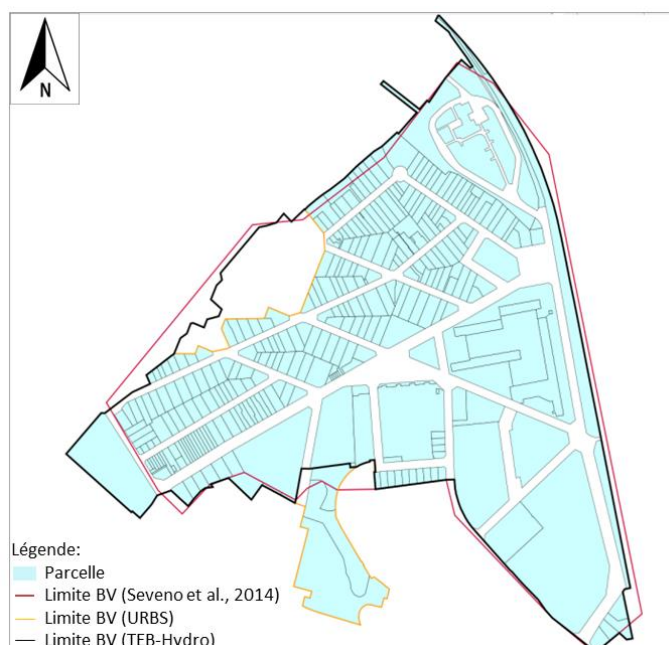 N
Légende:
Parcelle
Limite BV (Seveno et al., 2014)
Limite BV (URBS)
Limite BV (TEB-Hydro)